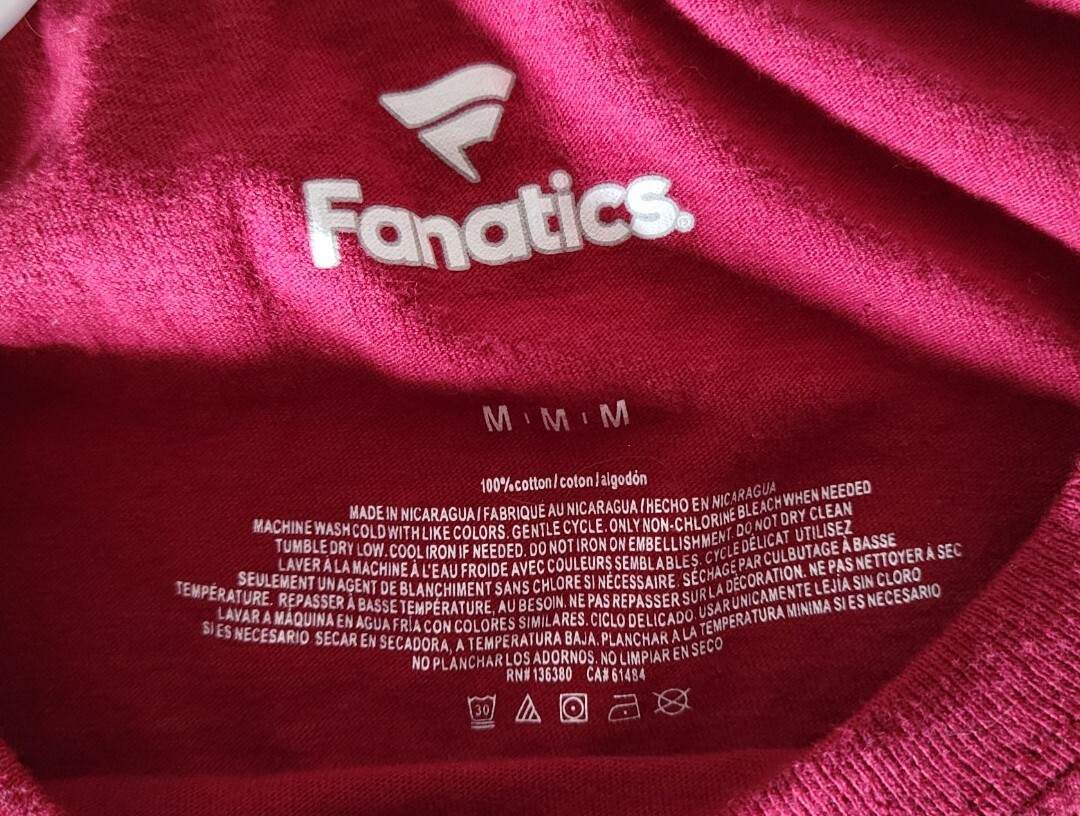 Fanatics.
M | M | M
100% cotton / coton / algodón
MADE IN NICARAGUA / FABRIQUE AU NICARAGUA / HECHO EN NICARAGUA
MACHINE WASH COLD WITH LIKE COLORS. GENTLE CYCLE. ONLY NON-CHLORINE BLEACH WHEN NEEDED
TUMBLE DRY LOW. COOL IRON IF NEEDED. DO NOT IRON ON EMBELLISHMENT. DO NOT DRY CLEAN
LAVER À LA MACHINE À L'EAU FROIDE AVEC COULEURS SEMBLABLES. CYCLE DÉLICAT. UTILISEZ
SEULEMENT UN AGENT DE BLANCHIMENT SANS CHLORE SI NÉCESSAIRE. SÉCHAGE PAR CULBUTAGE À BASSE
TEMPÉRATURE. REPASSER À BASSE TEMPÉRATURE, AU BESOIN. NE PAS REPASSER SUR LA DÉCORATION. NE PAS NETTOYER À SEC
LAVAR A MÁQUINA EN AGUA FRÍA CON COLORES SIMILARES. CICLO DELICADO. USAR ÚNICAMENTE LEJÍA SIN CLORO
SI ES NECESARIO SECAR EN SECADORA, A TEMPERATURA BAJA. PLANCHAR A LA TEMPERATURA MINIMA SI ES NECESARIO
NO PLANCHAR LOS ADORNOS. NO LIMPIAR EN SECO
RN# 136380 CA# 61484
30